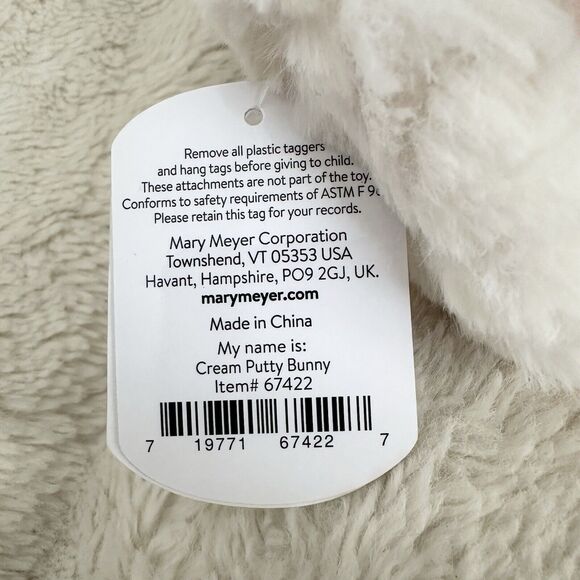 Remove all plastic taggers
and hang tags before giving to child.
These attachments are not part of the toy.
Conforms to safety requirements of ASTM F
Please retain this tag for your records.
Mary Meyer Corporation
Townshend, VT 05353 USA
Havant, Hampshire, PO9 2GJ, UK.
marymeyer.com
Made in China
My name is:
Cream Putty Bunny
Item# 67422
7 19771 67422 7